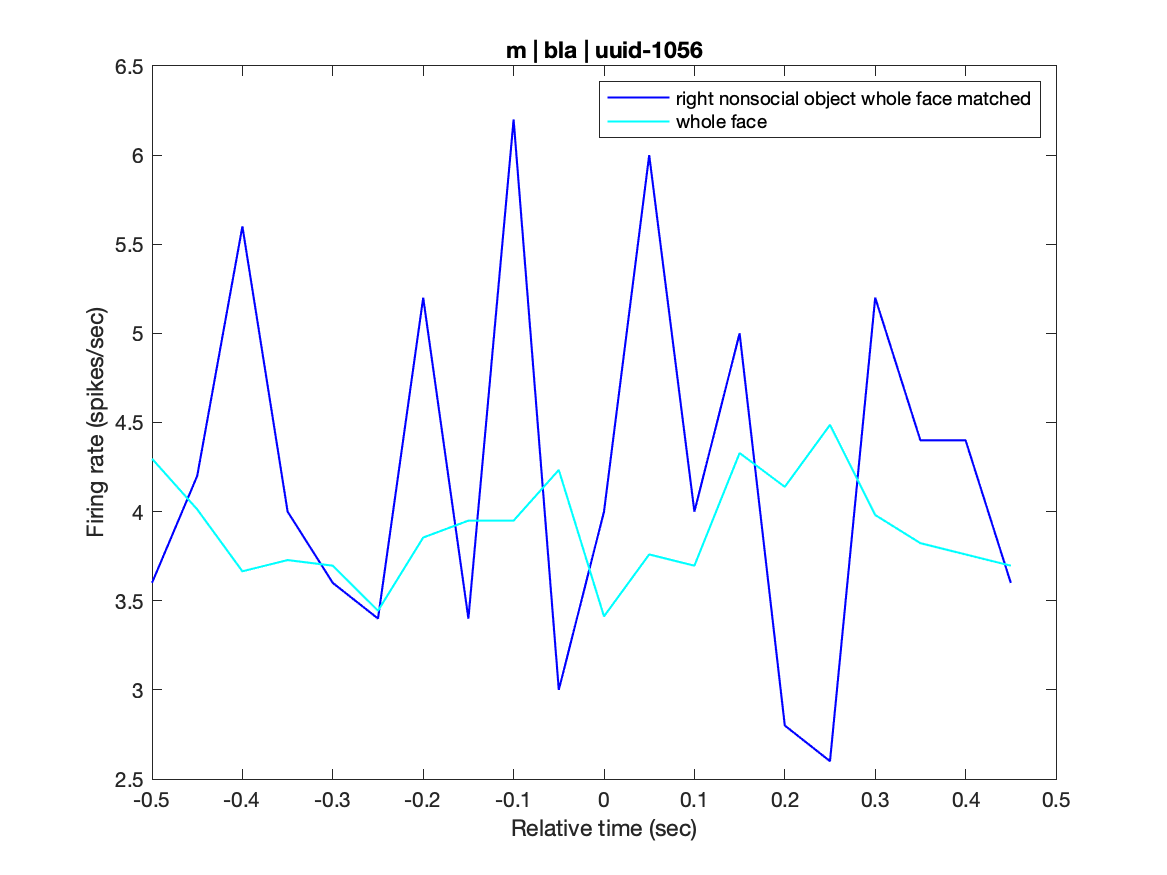 m | bla | uuid-1056
right nonsocial object whole face matched
whole face
Firing rate (spikes/sec)
6.5
6
5.5
5
4.5
4
3.5
3
2.5
-0.5 -0.4 -0.3 -0.2 -0.1 0 0.1 0.2 0.3 0.4 0.5
Relative time (sec)